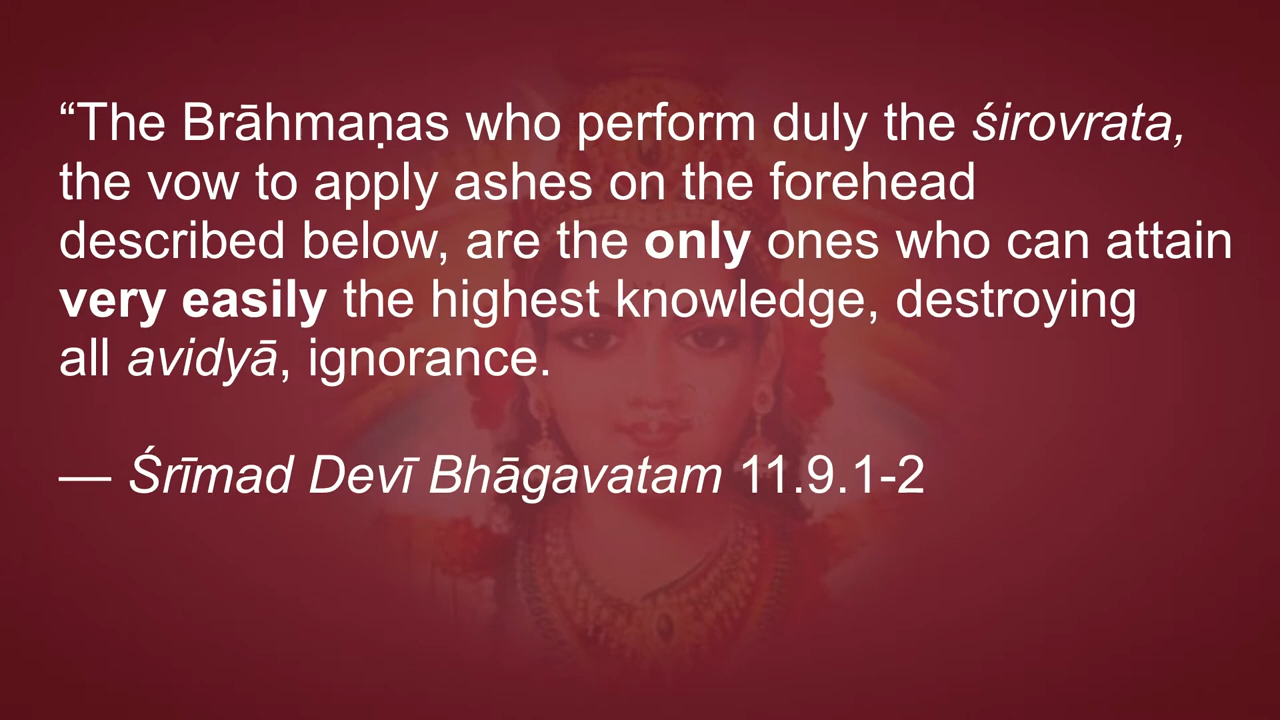 “The Brāhmaṇas who perform duly the śirovrata,
the vow to apply ashes on the forehead
described below, are the only ones who can attain
very easily the highest knowledge, destroying
all avidyā, ignorance.
— Śrīmad Devī Bhāgavatam 11.9.1-2